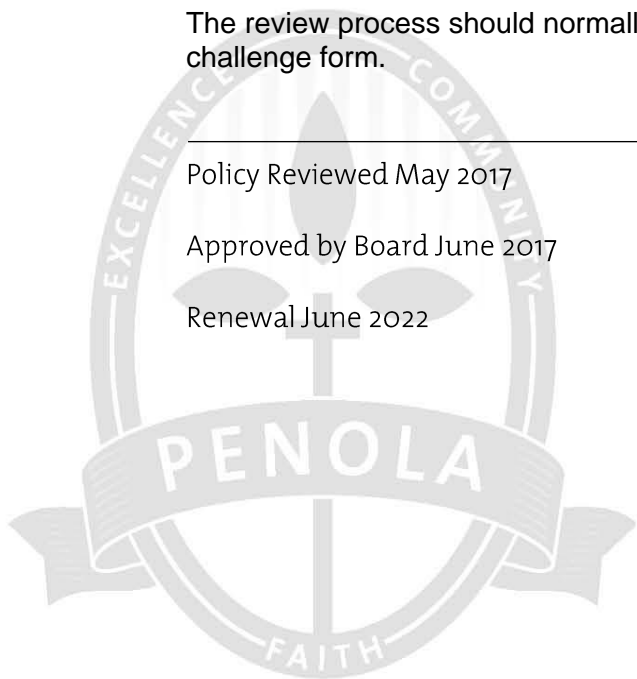 The review process should normall
challenge form.
EXCELLENCE
COMMUNITY
Policy Reviewed May 2017
Approved by Board June 2017
Renewal June 2022
PENOLA
FAITH